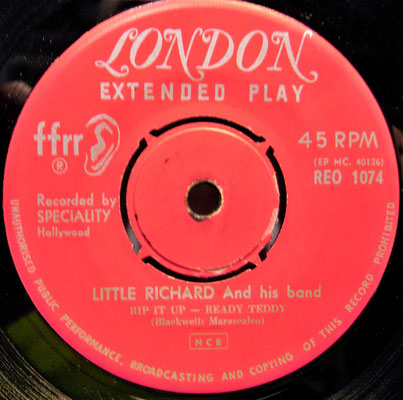 LONDON
EXTENDED PLAY
ffrr
®
45 RPM
(EP MC. 40126)
REO 1074
Recorded by
SPECIALITY
Hollywood
LITTLE RICHARD And his band
RIP IT UP — READY TEDDY
(Blackwell: Marascalco)
NCB
UNAUTHORISED PUBLIC PERFORMANCE, BROADCASTING AND COPYING OF THIS RECORD PROHIBITED